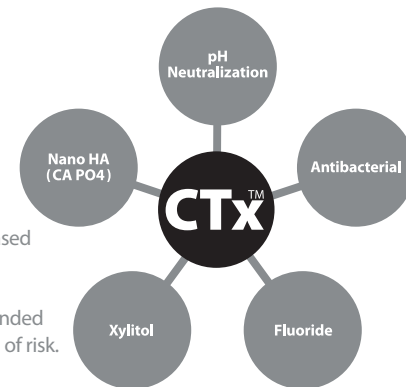 pH
Neutralization
Nano HA
(CA PO4)
CTx™
Antibacterial
sed
nded
of risk.
Xylitol
Fluoride